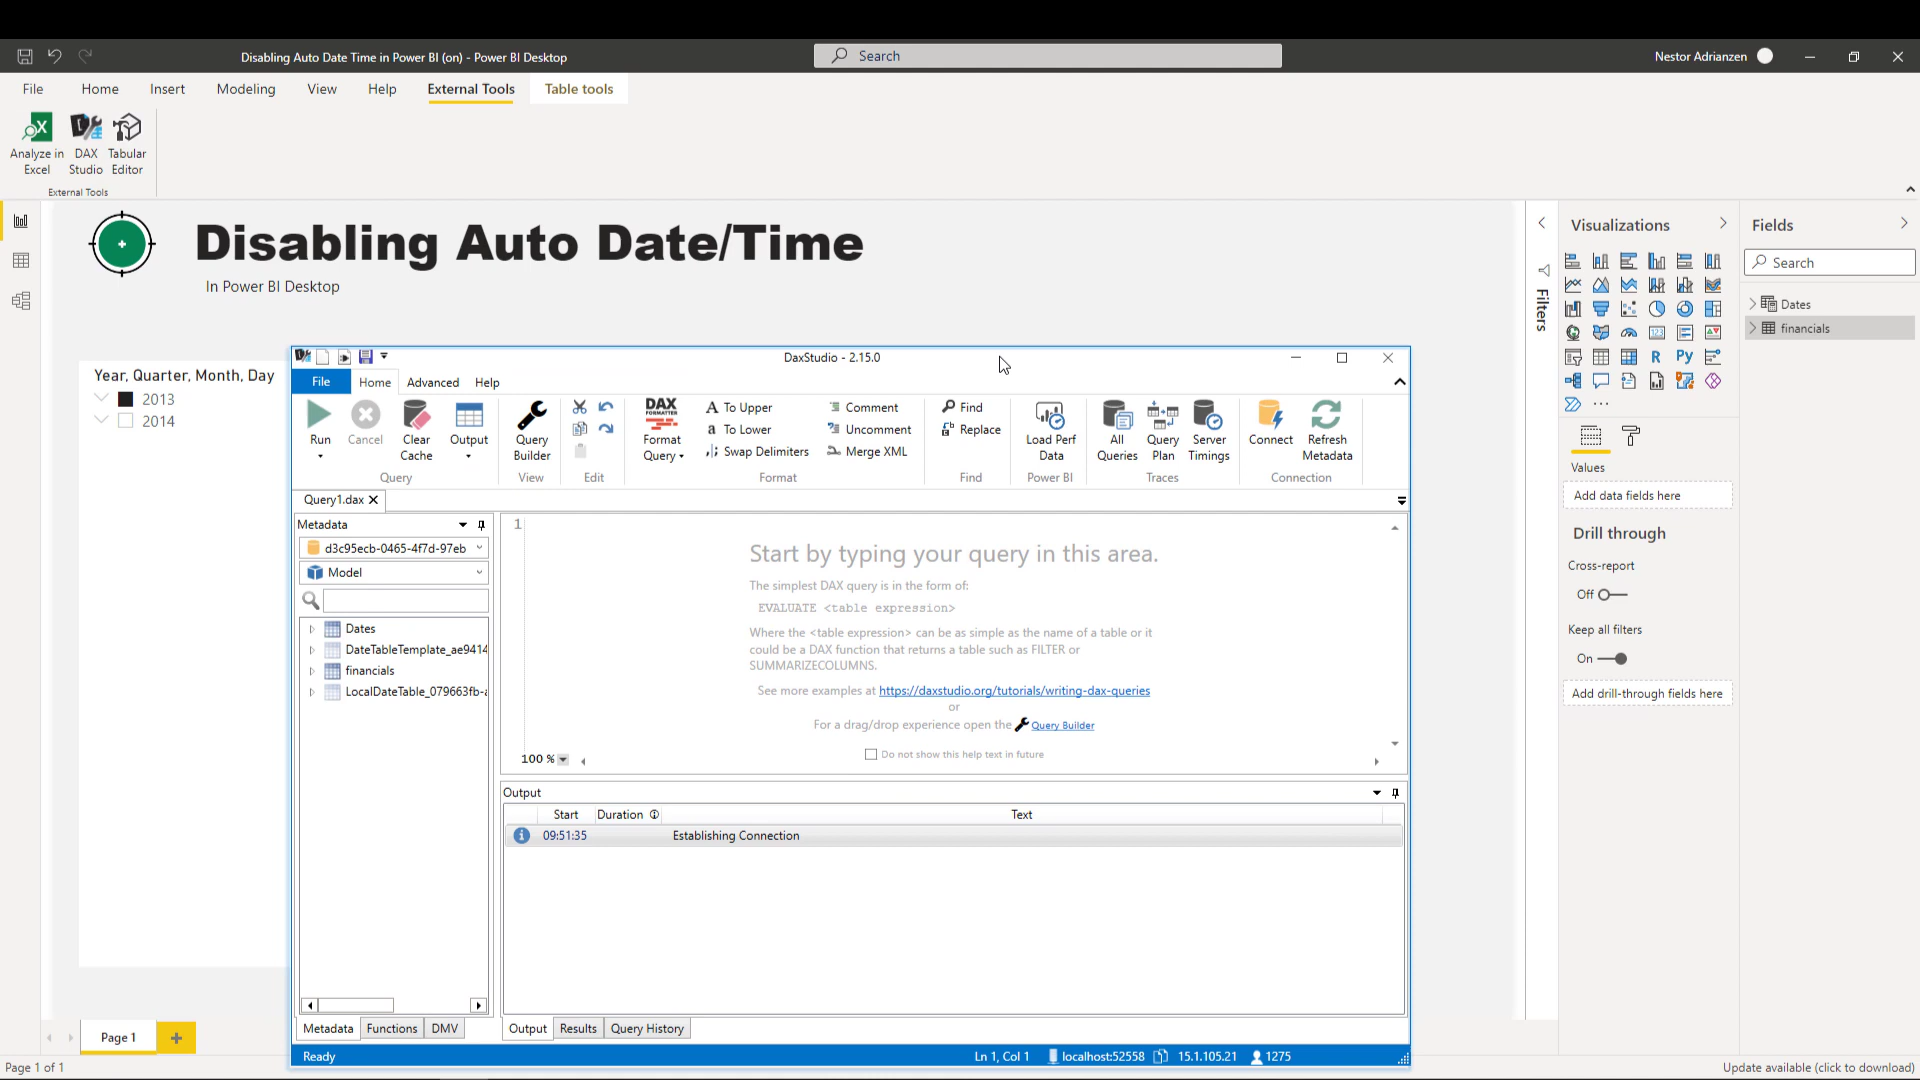 Disabling Auto Date Time in Power BI (on) - Power BI Desktop
Search
Nestor Adrianzen
File Home Insert Modeling View Help External Tools Table tools
Analyze in Excel
DAX Studio
Tabular Editor
External Tools
Disabling Auto Date/Time
In Power BI Desktop
Year, Quarter, Month, Day
2013
2014
DaxStudio - 2.15.0
File Home Advanced Help
Run
Cancel
Clear Cache
Output
Query
Query Builder
View
Edit
DAX
FORMATTER
Format Query
To Upper
To Lower
Swap Delimiters
Comment
Uncomment
Merge XML
Format
Find
Replace
Find
Load Perf Data
Power BI
All Queries
Query Plan
Server Timings
Traces
Connect
Refresh Metadata
Connection
Query1.dax
Metadata
d3c95ecb-0465-4f7d-97eb
Model
Dates
DateTableTemplate_ae9414
financials
LocalDateTable_079663fb-a
Metadata Functions DMV
1
Start by typing your query in this area.
The simplest DAX query is in the form of:
EVALUATE <table expression>
Where the <table expression> can be as simple as the name of a table or it
could be a DAX function that returns a table such as FILTER or
SUMMARIZECOLUMNS.
See more examples at https://daxstudio.org/tutorials/writing-dax-queries
or
For a drag/drop experience open the Query Builder
Do not show this help text in future
100 %
Output
Start Duration Text
09:51:35 Establishing Connection
Output Results Query History
Ready
Ln 1, Col 1 localhost:52558 15.1.105.21 1275
Filters
Visualizations
R
Py
123
Values
Add data fields here
Drill through
Cross-report
Off
Keep all filters
On
Add drill-through fields here
Fields
Search
Dates
financials
Page 1
Page 1 of 1
Update available (click to download)